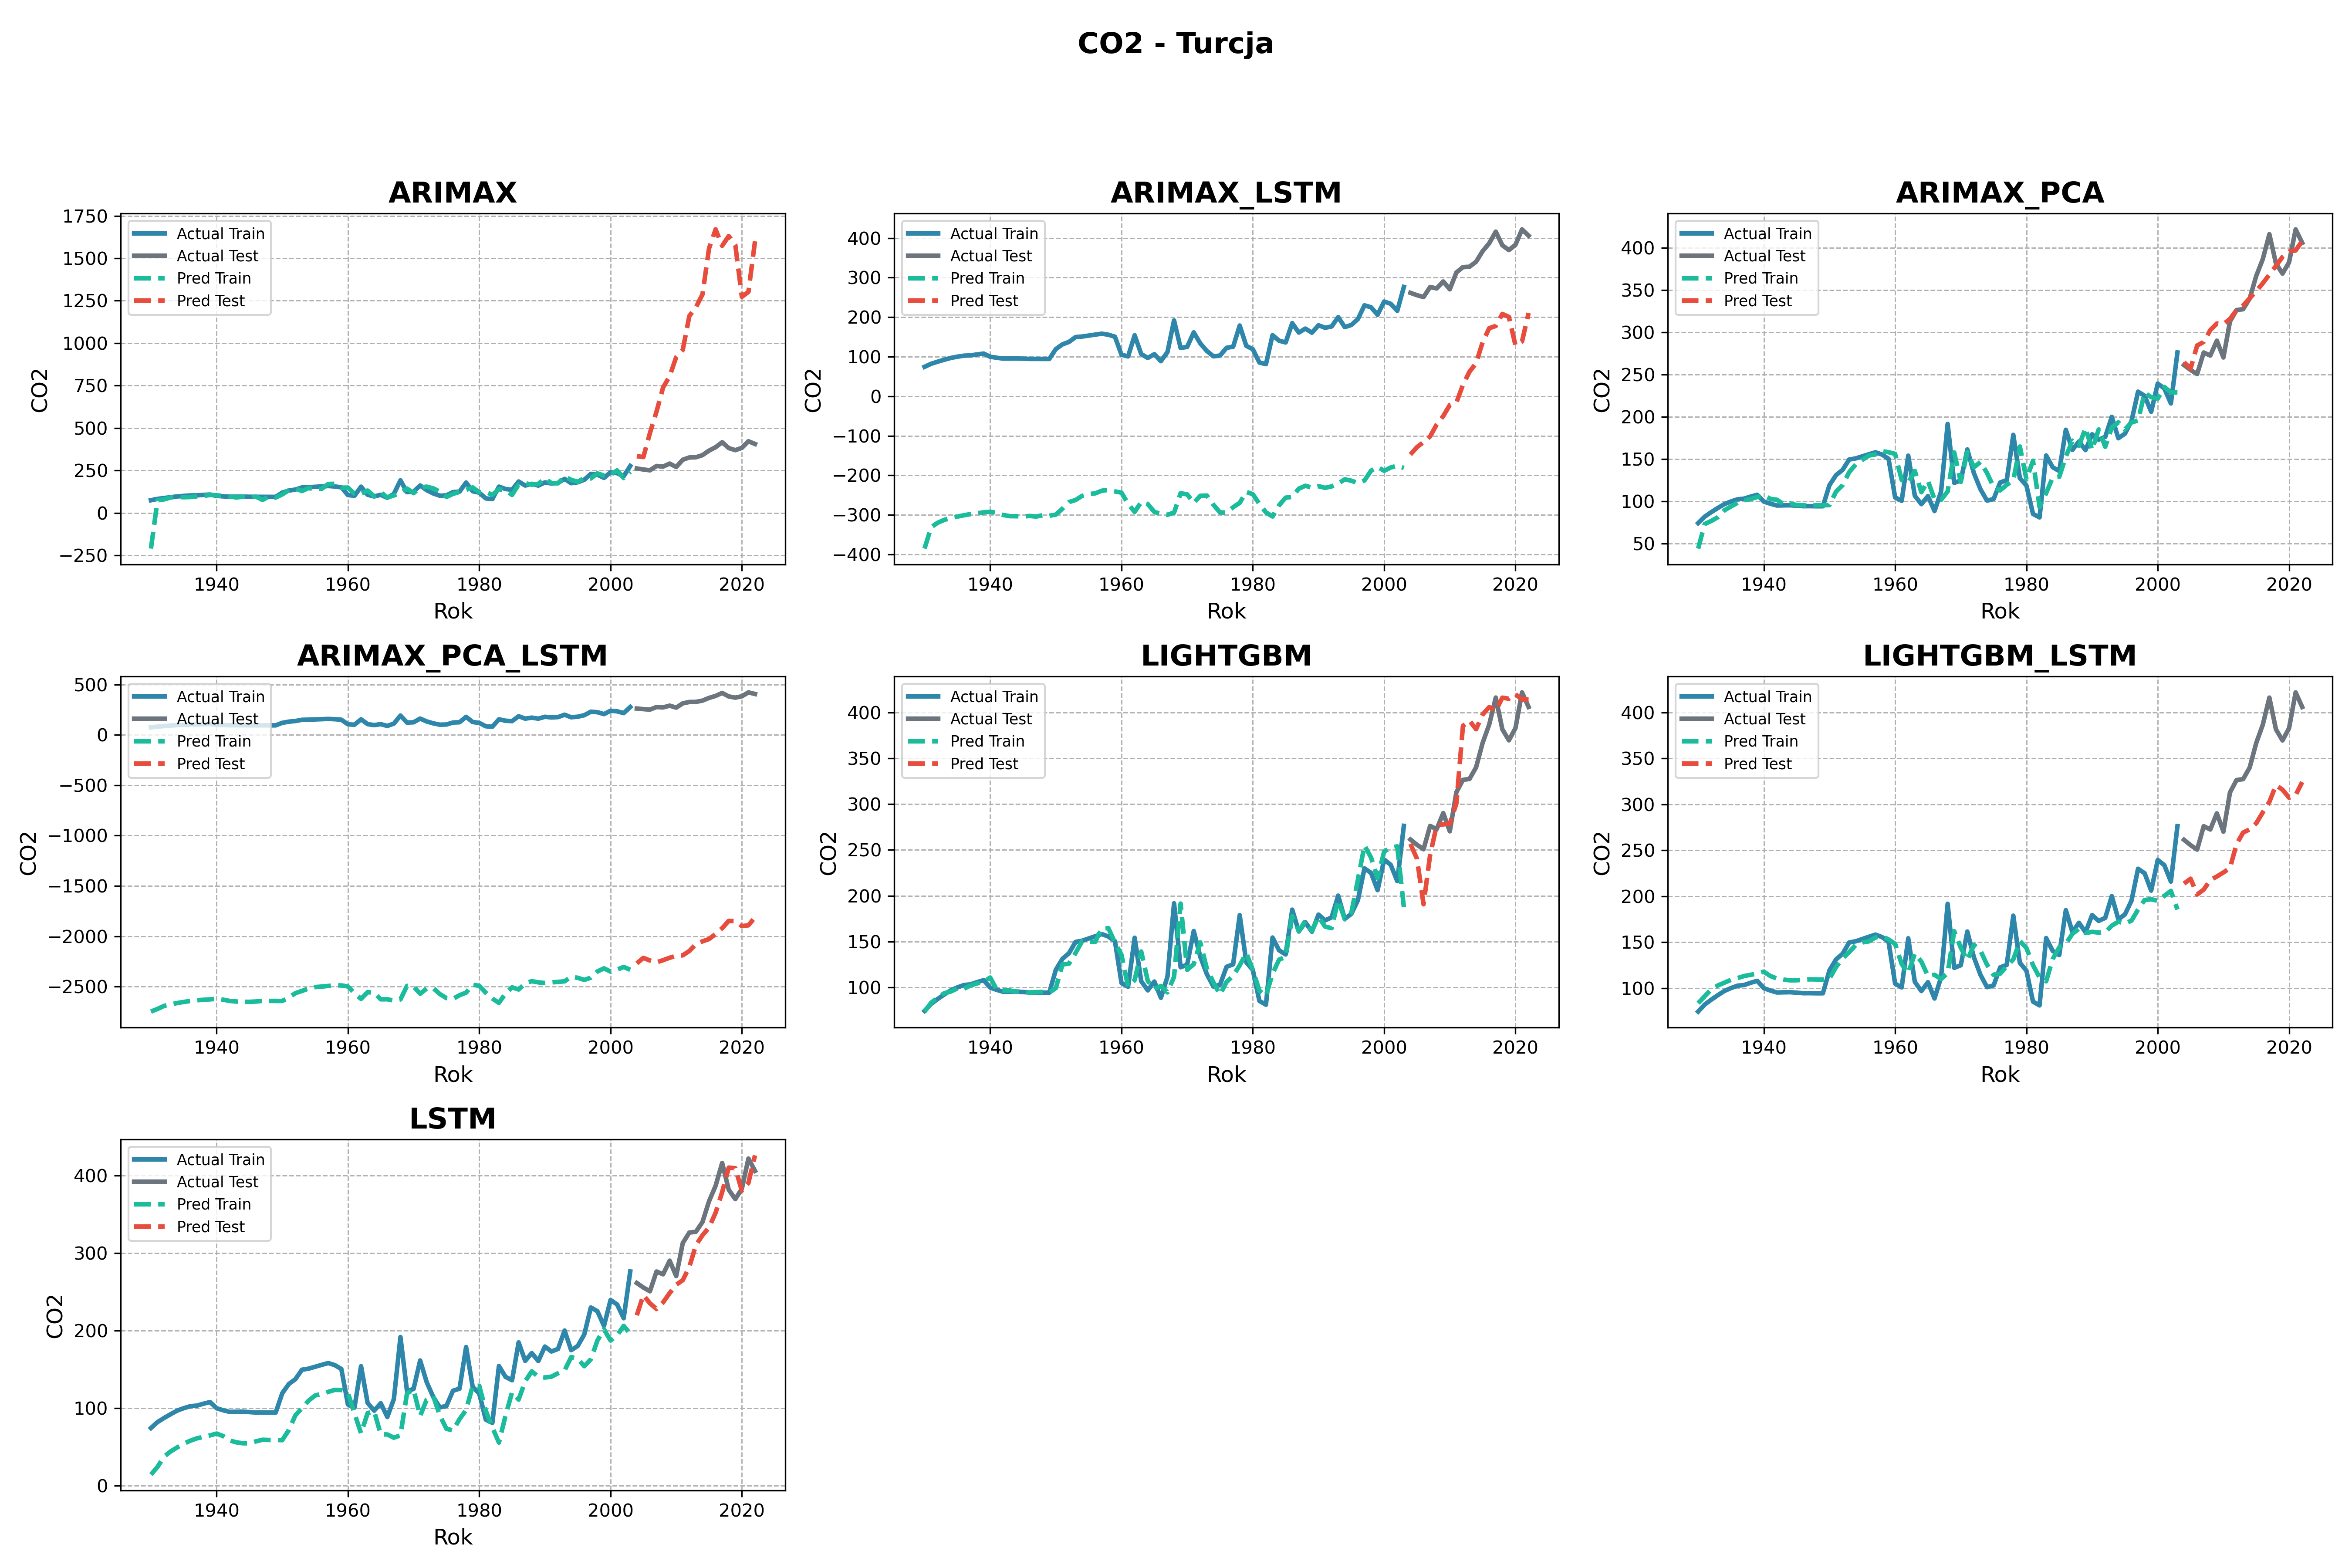 CO2 - Turcja
ARIMAX
1750
1500
1250
1000
750
500
250
0
−250
CO2
Actual Train
Actual Test
Pred Train
Pred Test
1940 1960 1980 2000 2020
Rok
ARIMAX_LSTM
400
300
200
100
0
−100
−200
−300
−400
CO2
Actual Train
Actual Test
Pred Train
Pred Test
1940 1960 1980 2000 2020
Rok
ARIMAX_PCA
400
350
300
250
200
150
100
50
CO2
Actual Train
Actual Test
Pred Train
Pred Test
1940 1960 1980 2000 2020
Rok
ARIMAX_PCA_LSTM
500
0
−500
−1000
−1500
−2000
−2500
CO2
Actual Train
Actual Test
Pred Train
Pred Test
1940 1960 1980 2000 2020
Rok
LIGHTGBM
400
350
300
250
200
150
100
CO2
Actual Train
Actual Test
Pred Train
Pred Test
1940 1960 1980 2000 2020
Rok
LIGHTGBM_LSTM
400
350
300
250
200
150
100
CO2
Actual Train
Actual Test
Pred Train
Pred Test
1940 1960 1980 2000 2020
Rok
LSTM
400
300
200
100
0
CO2
Actual Train
Actual Test
Pred Train
Pred Test
1940 1960 1980 2000 2020
Rok